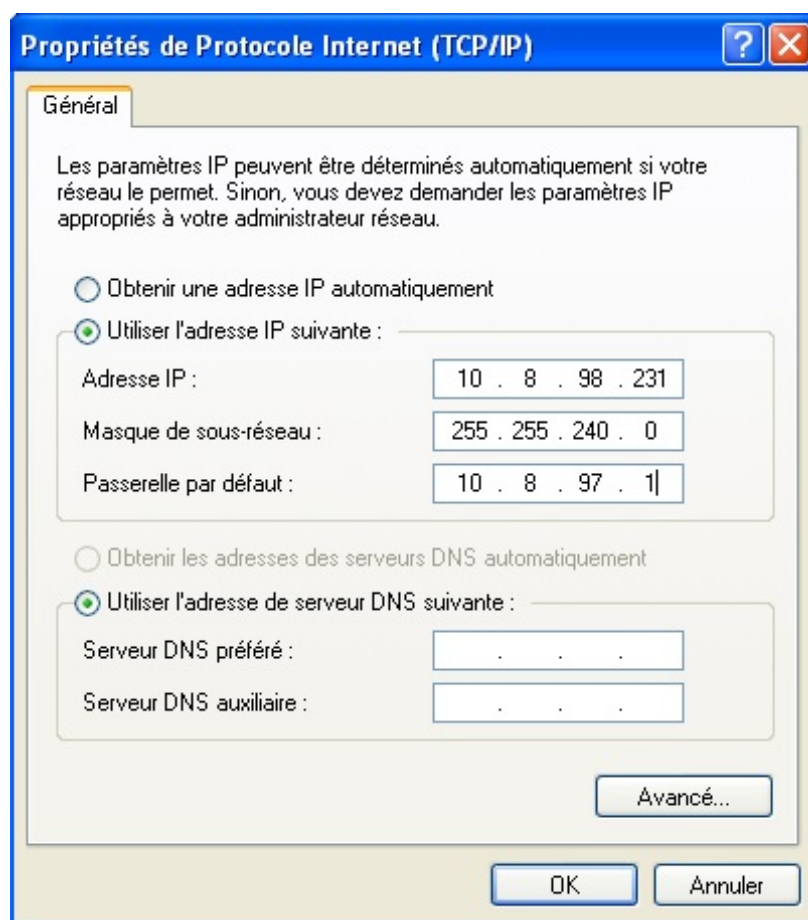 Propriétés de Protocole Internet (TCP/IP)
Général
Les paramètres IP peuvent être déterminés automatiquement si votre
réseau le permet. Sinon, vous devez demander les paramètres IP
appropriés à votre administrateur réseau.
Obtenir une adresse IP automatiquement
Utiliser l'adresse IP suivante :
Adresse IP : 10 . 8 . 98 . 231
Masque de sous-réseau : 255 . 255 . 240 . 0
Passerelle par défaut : 10 . 8 . 97 . 1
Obtenir les adresses des serveurs DNS automatiquement
Utiliser l'adresse de serveur DNS suivante :
Serveur DNS préféré : . . .
Serveur DNS auxiliaire : . . .
Avancé...
OK Annuler